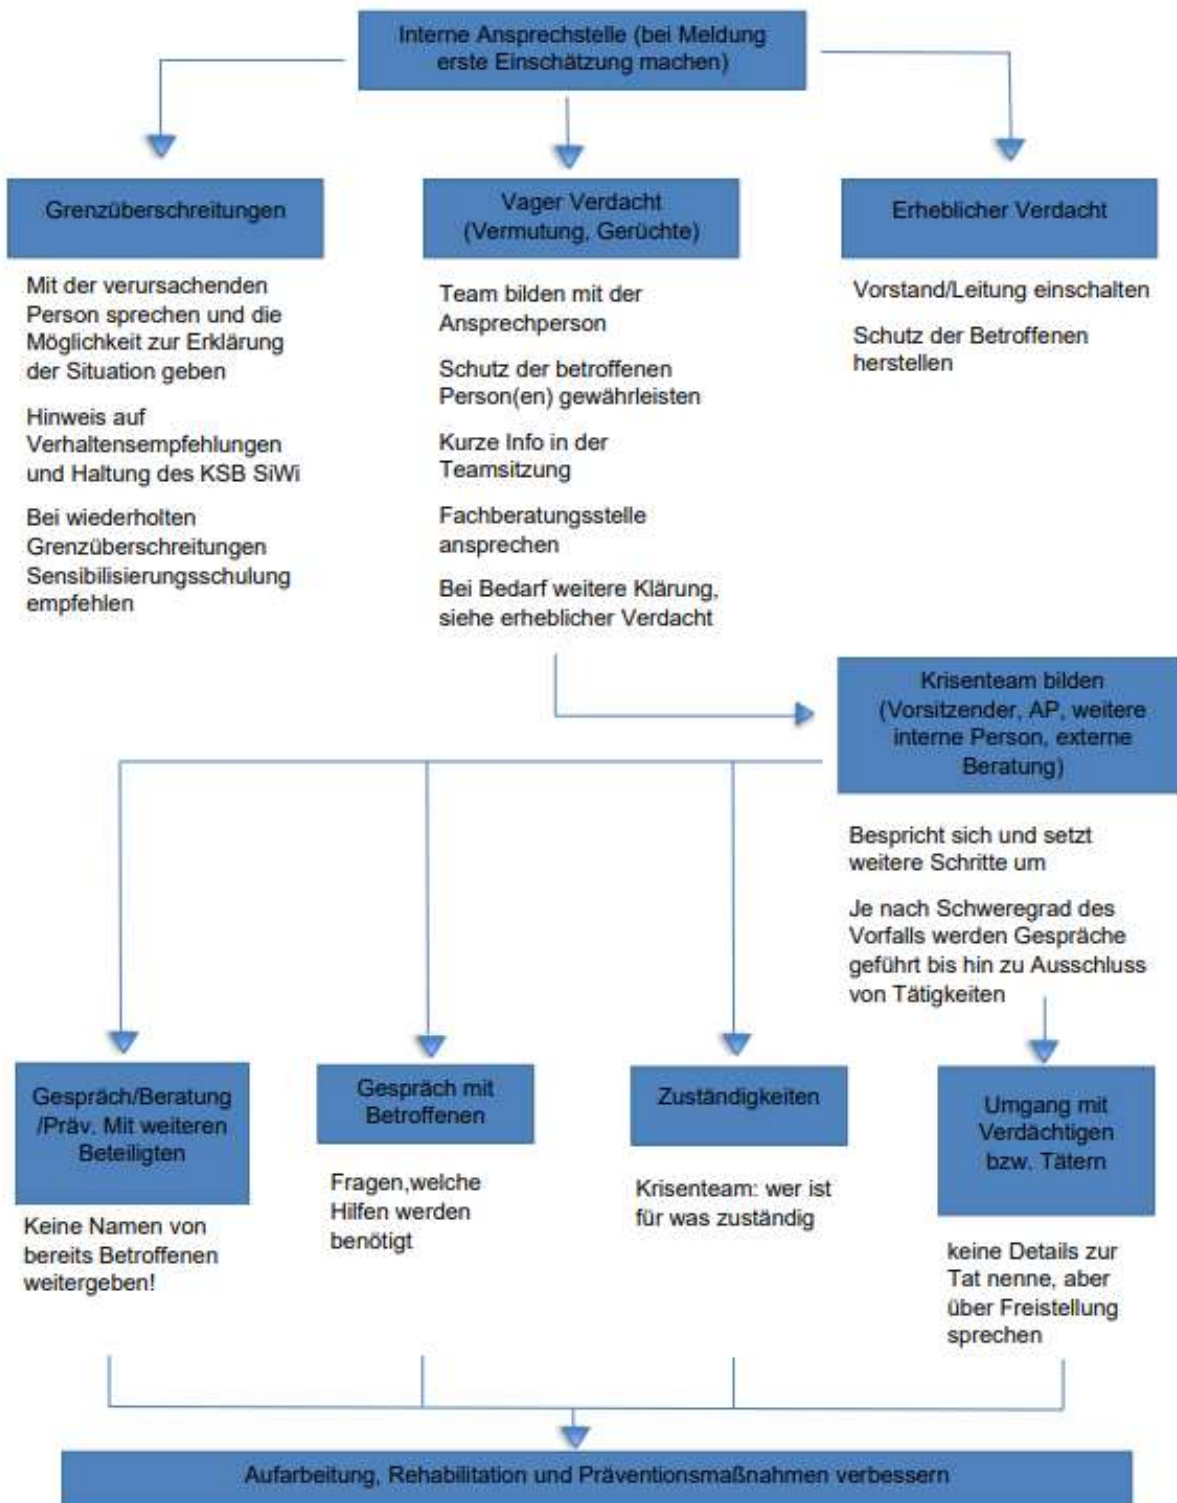 Interne Ansprechstelle (bei Meldung
erste Einschätzung machen)
Grenzüberschreitungen
Mit der verursachenden
Person sprechen und die
Möglichkeit zur Erklärung
der Situation geben
Hinweis auf
Verhaltensempfehlungen
und Haltung des KSB SiWi
Bei wiederholten
Grenzüberschreitungen
Sensibilisierungsschulung
empfehlen
Vager Verdacht
(Vermutung, Gerüchte)
Team bilden mit der
Ansprechperson
Schutz der betroffenen
Person(en) gewährleisten
Kurze Info in der
Teamsitzung
Fachberatungsstelle
ansprechen
Bei Bedarf weitere Klärung,
siehe erheblicher Verdacht
Erheblicher Verdacht
Vorstand/Leitung einschalten
Schutz der Betroffenen
herstellen
Krisenteam bilden
(Vorsitzender, AP, weitere
interne Person, externe
Beratung)
Bespricht sich und setzt
weitere Schritte um
Je nach Schweregrad des
Vorfalls werden Gespräche
geführt bis hin zu Ausschluss
von Tätigkeiten
Gespräch/Beratung
/Präv. Mit weiteren
Beteiligten
Keine Namen von
bereits Betroffenen
weitergeben!
Gespräch mit
Betroffenen
Fragen,welche
Hilfen werden
benötigt
Zuständigkeiten
Krisenteam: wer ist
für was zuständig
Umgang mit
Verdächtigen
bzw. Tätern
keine Details zur
Tat nenne, aber
über Freistellung
sprechen
Aufarbeitung, Rehabilitation und Präventionsmaßnahmen verbessern